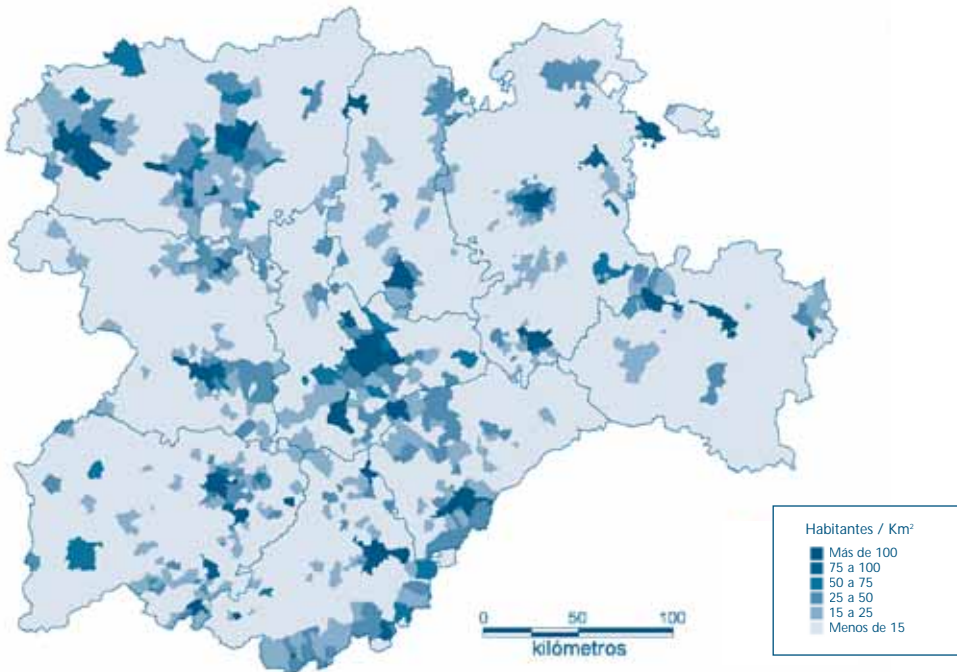 0 50 100
kilómetros
Habitantes / Km²
Más de 100
75 a 100
50 a 75
25 a 50
15 a 25
Menos de 15